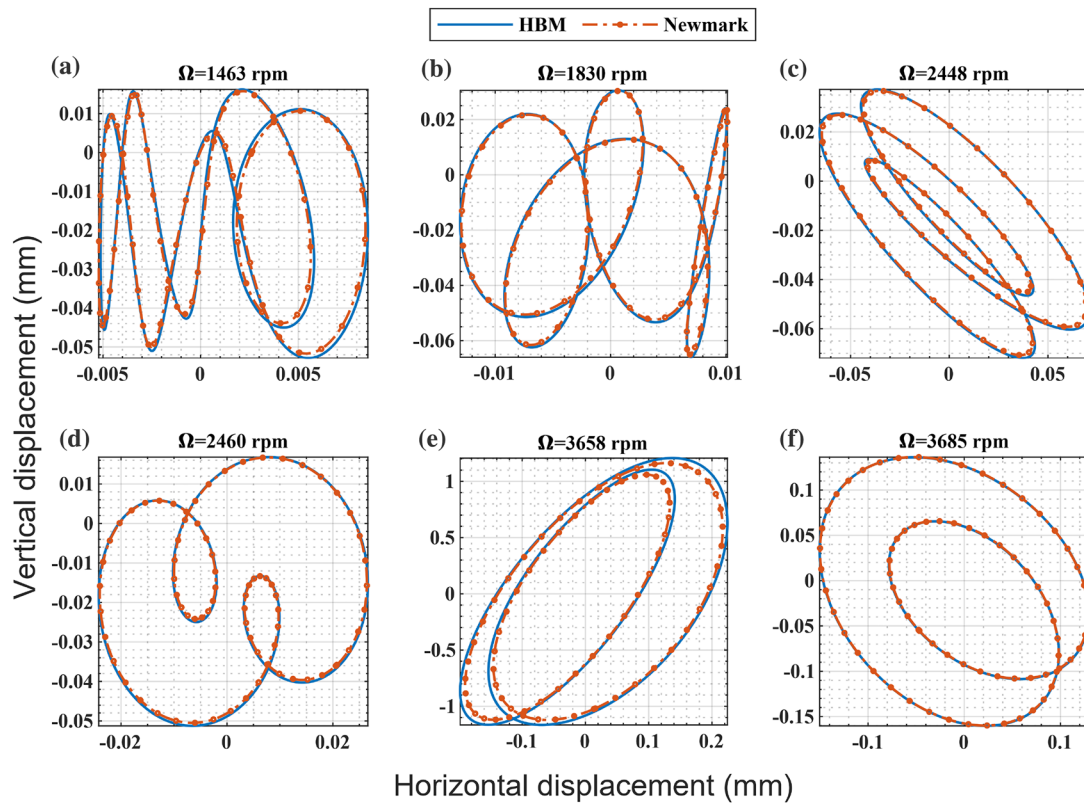 HBM Newmark
(a) Ω=1463 rpm
0.01
0
-0.01
-0.02
-0.03
-0.04
-0.05
-0.005 0 0.005
(b) Ω=1830 rpm
0.02
0
-0.02
-0.04
-0.06
-0.01 0 0.01
(c) Ω=2448 rpm
0.02
0
-0.02
-0.04
-0.06
-0.05 0 0.05
(d) Ω=2460 rpm
0.01
0
-0.01
-0.02
-0.03
-0.04
-0.05
-0.02 0 0.02
(e) Ω=3658 rpm
1
0.5
0
-0.5
-1
-0.1 0 0.1 0.2
(f) Ω=3685 rpm
0.1
0.05
0
-0.05
-0.1
-0.15
-0.1 0 0.1
Vertical displacement (mm)
Horizontal displacement (mm)